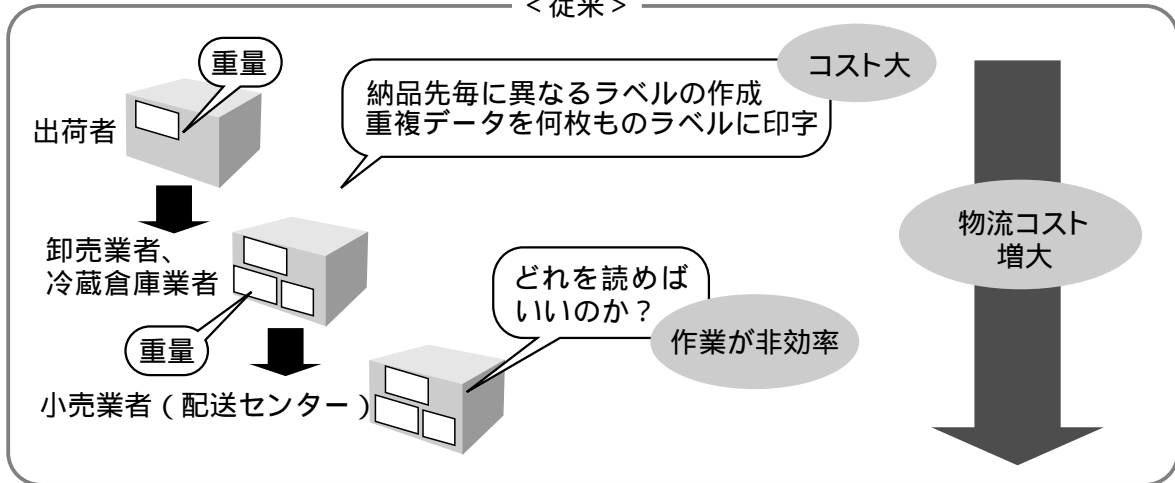 <従来>
重量
コスト大
納品先毎に異なるラベルの作成
重複データを何枚ものラベルに印字
出荷者
物流コスト
増大
卸売業者、
冷蔵倉庫業者
どれを読めば
いいのか？
重量
作業が非効率
小売業者（配送センター）